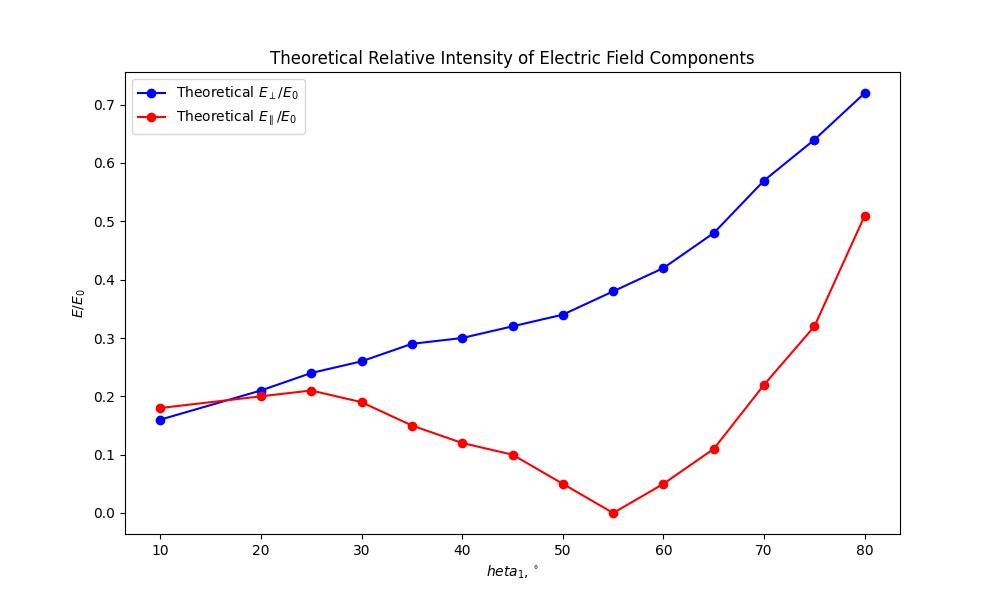 Theoretical Relative Intensity of Electric Field Components
Theoretical E⊥/E0
Theoretical E∥/E0
0.7
0.6
0.5
0.4
0.3
0.2
0.1
0.0
E/E0
10 20 30 40 50 60 70 80
heta1, °